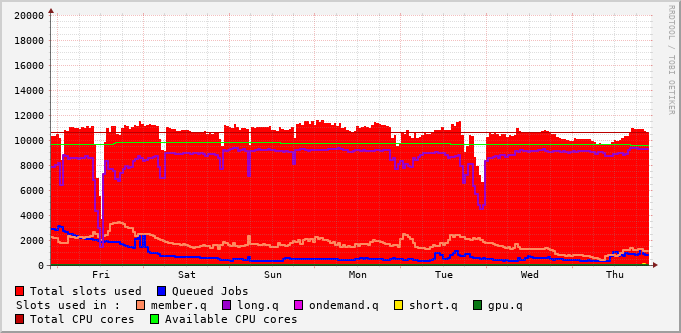 20000
18000
16000
14000
12000
10000
8000
6000
4000
2000
0
Fri Sat Sun Mon Tue Wed Thu
Total slots used Queued Jobs
Slots used in : member.q long.q ondemand.q short.q gpu.q
Total CPU cores Available CPU cores
RRDTOOL / TOBI OETIKER